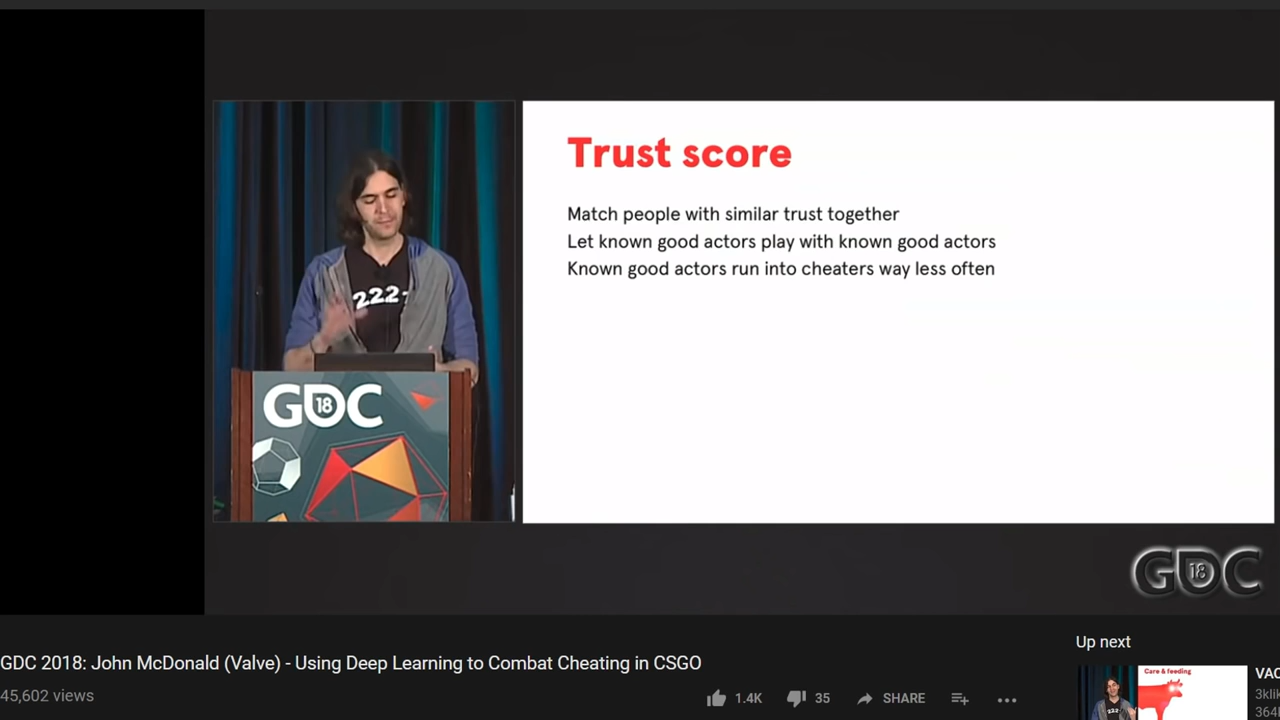 Trust score
Match people with similar trust together
Let known good actors play with known good actors
Known good actors run into cheaters way less often
222
GDC
18
GDC
18
GDC 2018: John McDonald (Valve) - Using Deep Learning to Combat Cheating in CSGO
45,602 views
1.4K
35
SHARE
Up next
Care & feeding
222